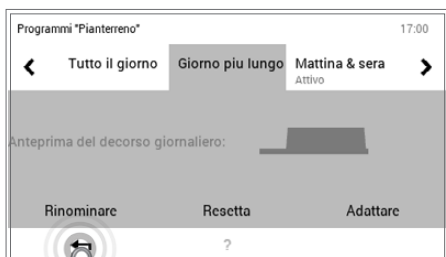 Programmi "Pianterreno" 17:00
Tutto il giorno Giorno piu lungo Mattina & sera
Attivo
Anteprima del decorso giornaliero:
Rinominare Resetta Adattare
?